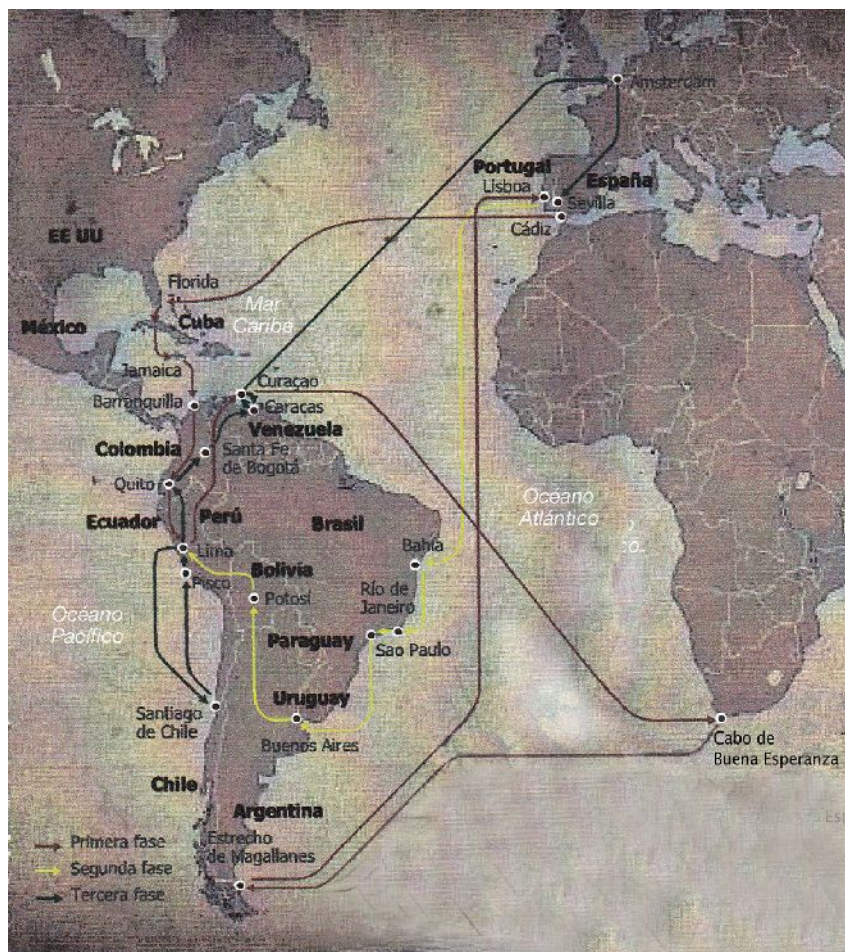 Amsterdam
Portugal
Lisboa
España
Sevilla
Cádiz
EE UU
Florida
Mar
Cariba
Cuba
México
Jamaica
Curaçao
Barranquilla
Caracas
Venezuela
Colombia
Santa Fe
de Bogotá
Quito
Océano
Atlántico
Ecuador
Perú
Brasil
Lima
Bahía
Bolivia
Pisco
Potosí
Río de
Janeiro
Océano
Pacífico
Paraguay
Sao Paulo
Uruguay
Santiago
de Chile
Buenos Aires
Cabo de
Buena Esperanza
Chile
Argentina
Estrecho
de Magallanes
Primera fase
Segunda fase
Tercera fase